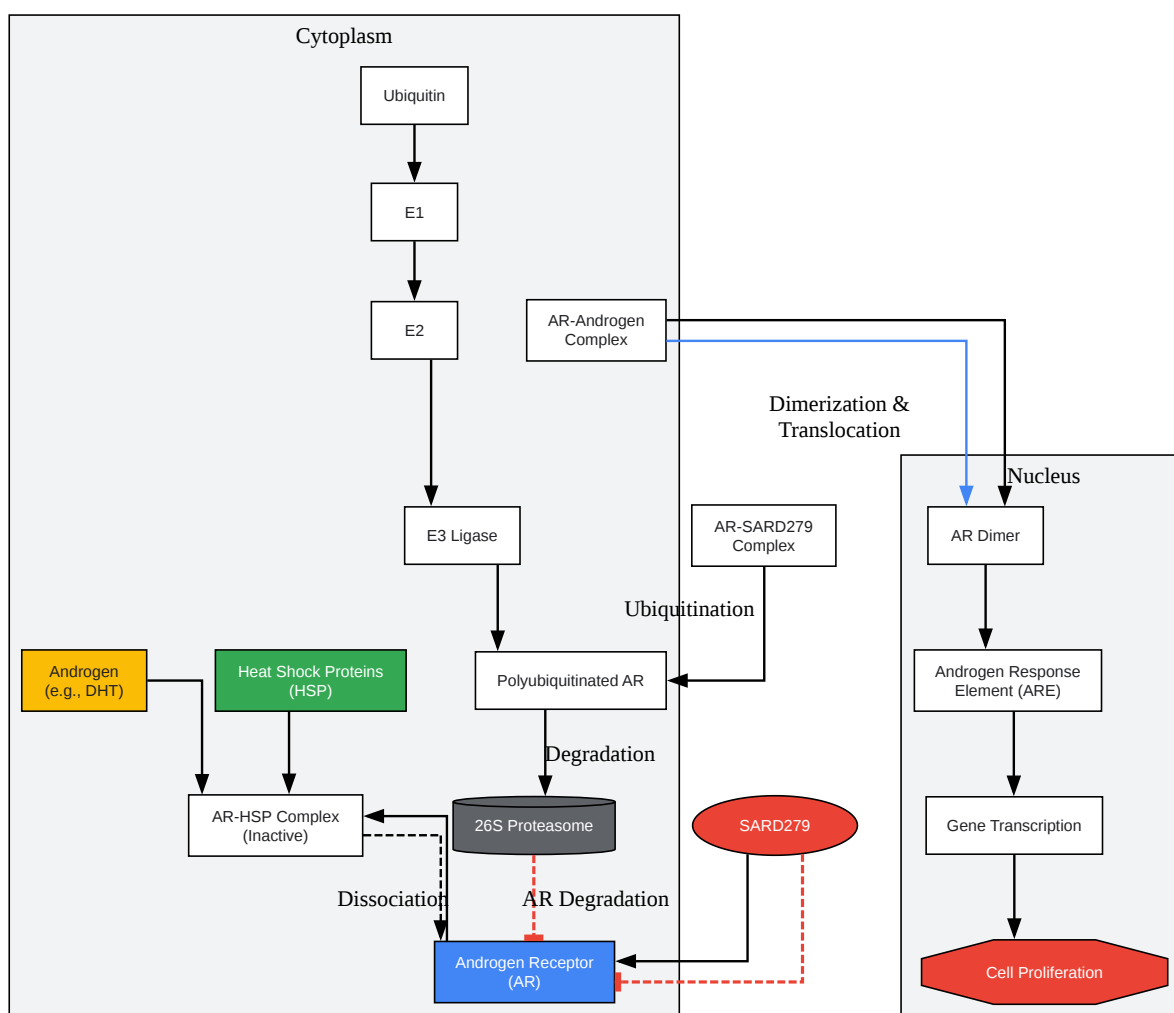 Cytoplasm
Ubiquitin
E1
E2
AR-Androgen
Complex
Dimerization &
Translocation
Nucleus
E3 Ligase
AR-SARD279
Complex
AR Dimer
Ubiquitination
Androgen
(e.g., DHT)
Heat Shock Proteins
(HSP)
Polyubiquitinated AR
Androgen Response
Element (ARE)
Degradation
AR-HSP Complex
(Inactive)
26S Proteasome
SARD279
Gene Transcription
Dissociation
AR Degradation
Androgen Receptor
(AR)
Cell Proliferation